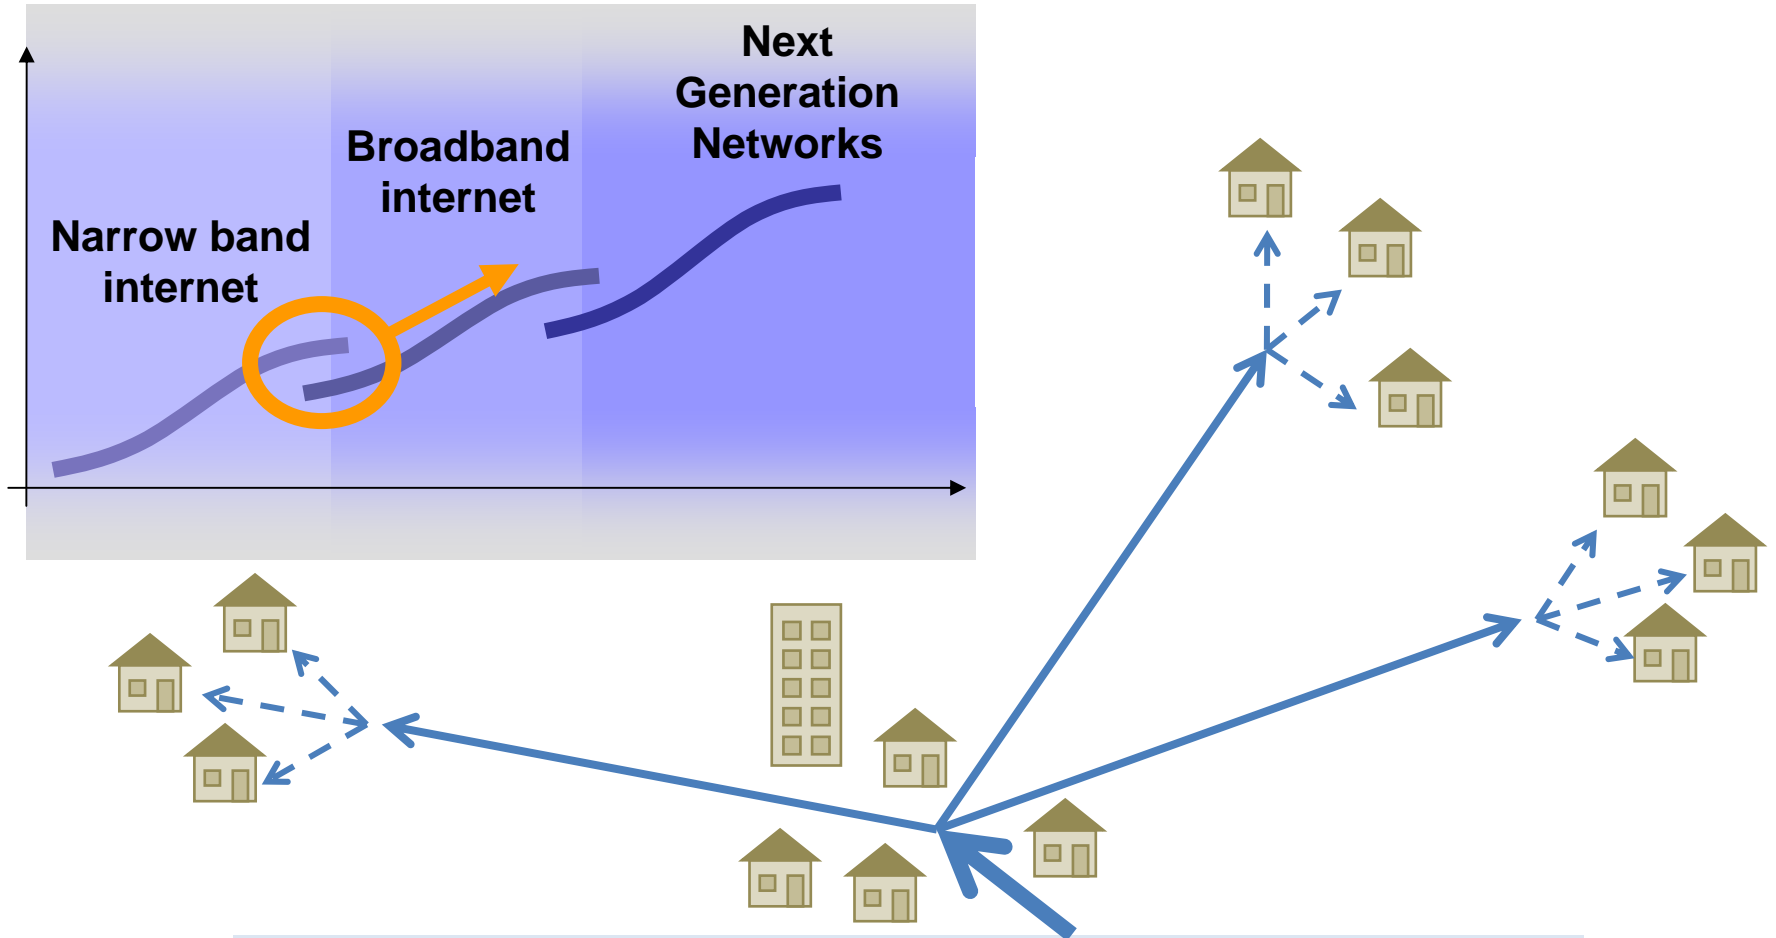 Next
Generation
Networks
Broadband
internet
Narrow band
internet